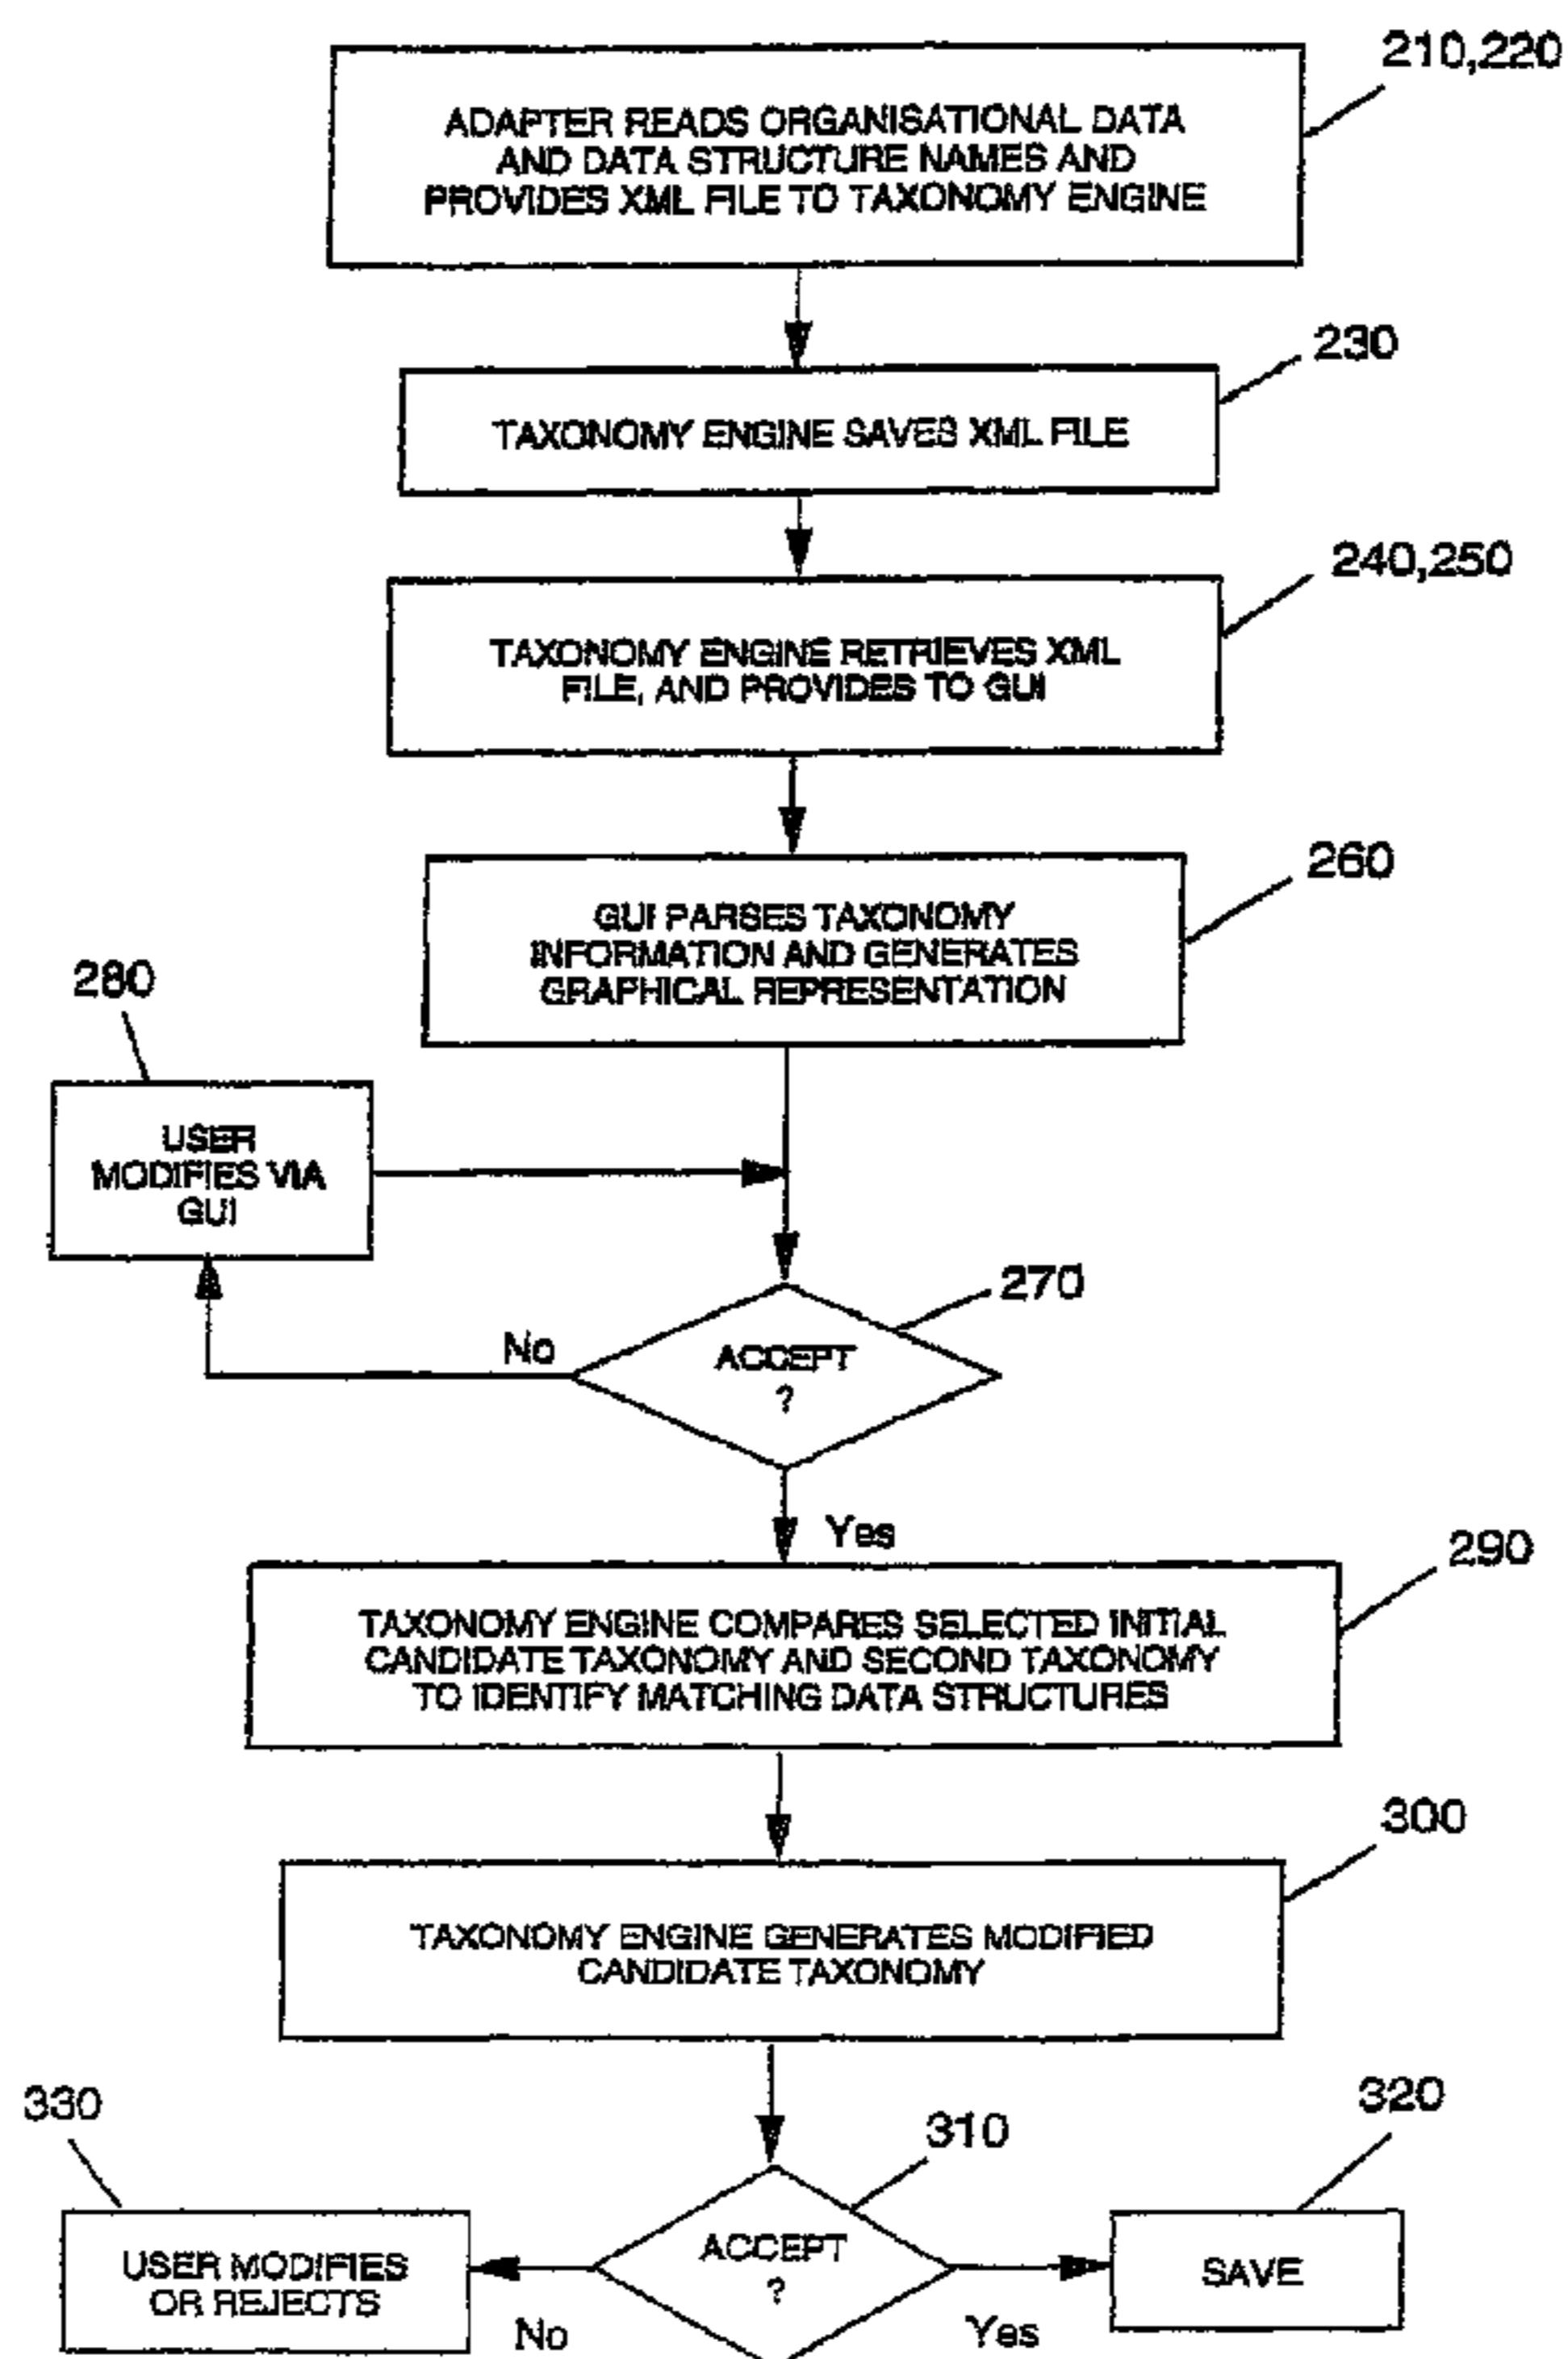 210,220
ADAPTER READS ORGANISATIONAL DATA
AND DATA STRUCTURE NAMES AND
PROVIDES XML FILE TO TAXONOMY ENGINE
230
TAXONOMY ENGINE SAVES XML FILE
240,250
TAXONOMY ENGINE RETRIEVES XML
FILE, AND PROVIDES TO GUI
260
GUI PARSES TAXONOMY
INFORMATION AND GENERATES
GRAPHICAL REPRESENTATION
280
USER
MODIFIES VIA
GUI
270
ACCEPT
?
No
Yes
290
TAXONOMY ENGINE COMPARES SELECTED INITIAL
CANDIDATE TAXONOMY AND SECOND TAXONOMY
TO IDENTIFY MATCHING DATA STRUCTURES
300
TAXONOMY ENGINE GENERATES MODIFIED
CANDIDATE TAXONOMY
330
310
320
USER MODIFIES
OR REJECTS
ACCEPT
?
SAVE
No
Yes